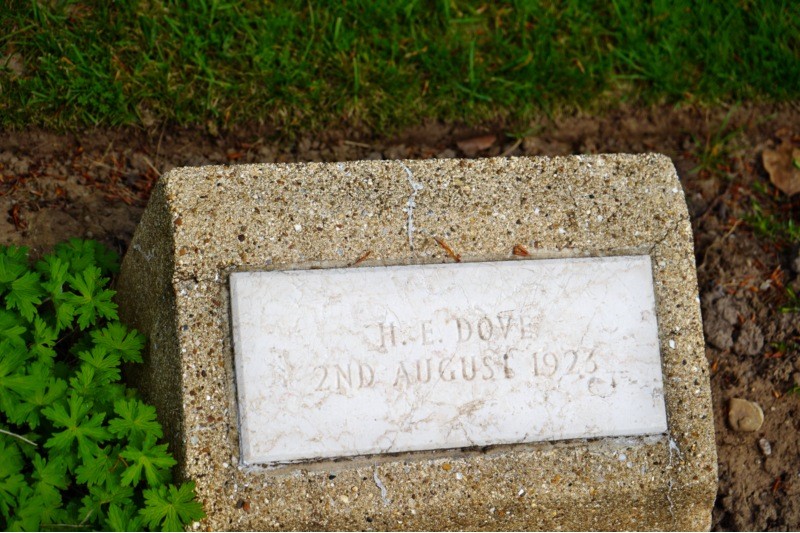 H. E. DOVE
2ND AUGUST 1923